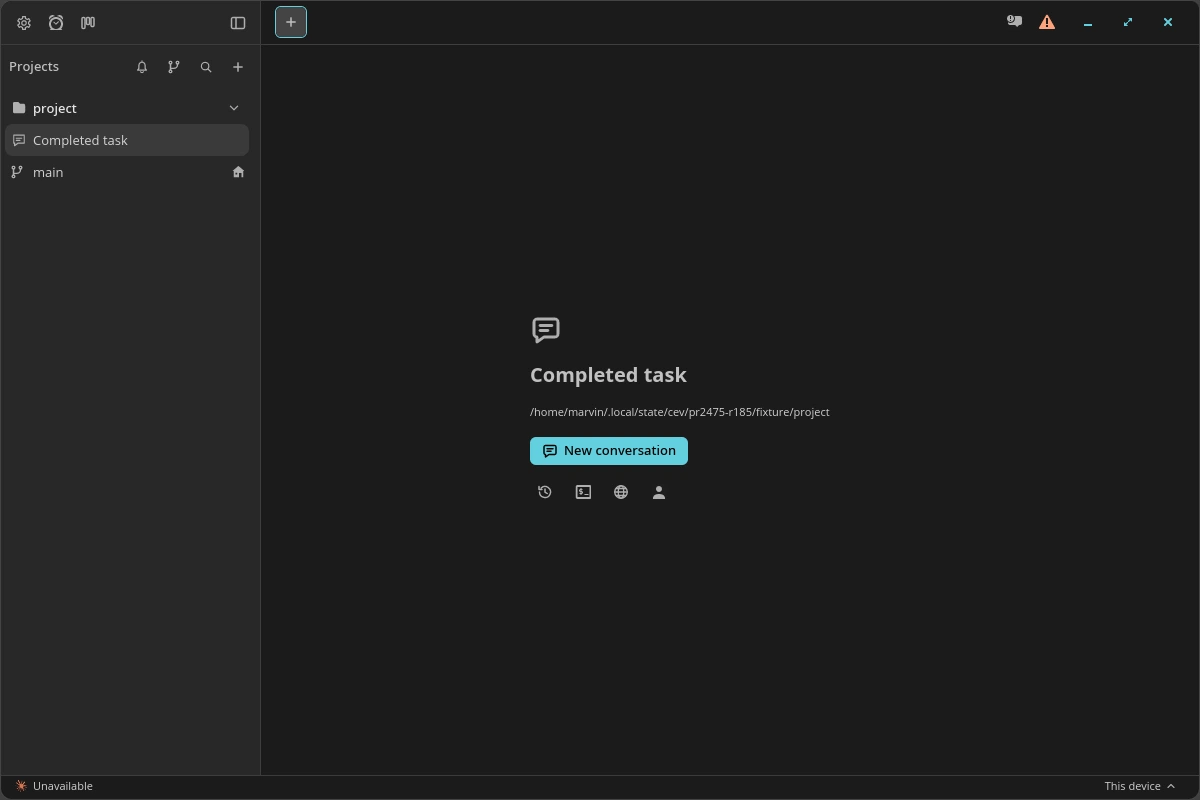 Projects
project
Completed task
main
Completed task
/home/marvin/.local/state/cev/pr2475-r185/fixture/project
New conversation
Unavailable
This device